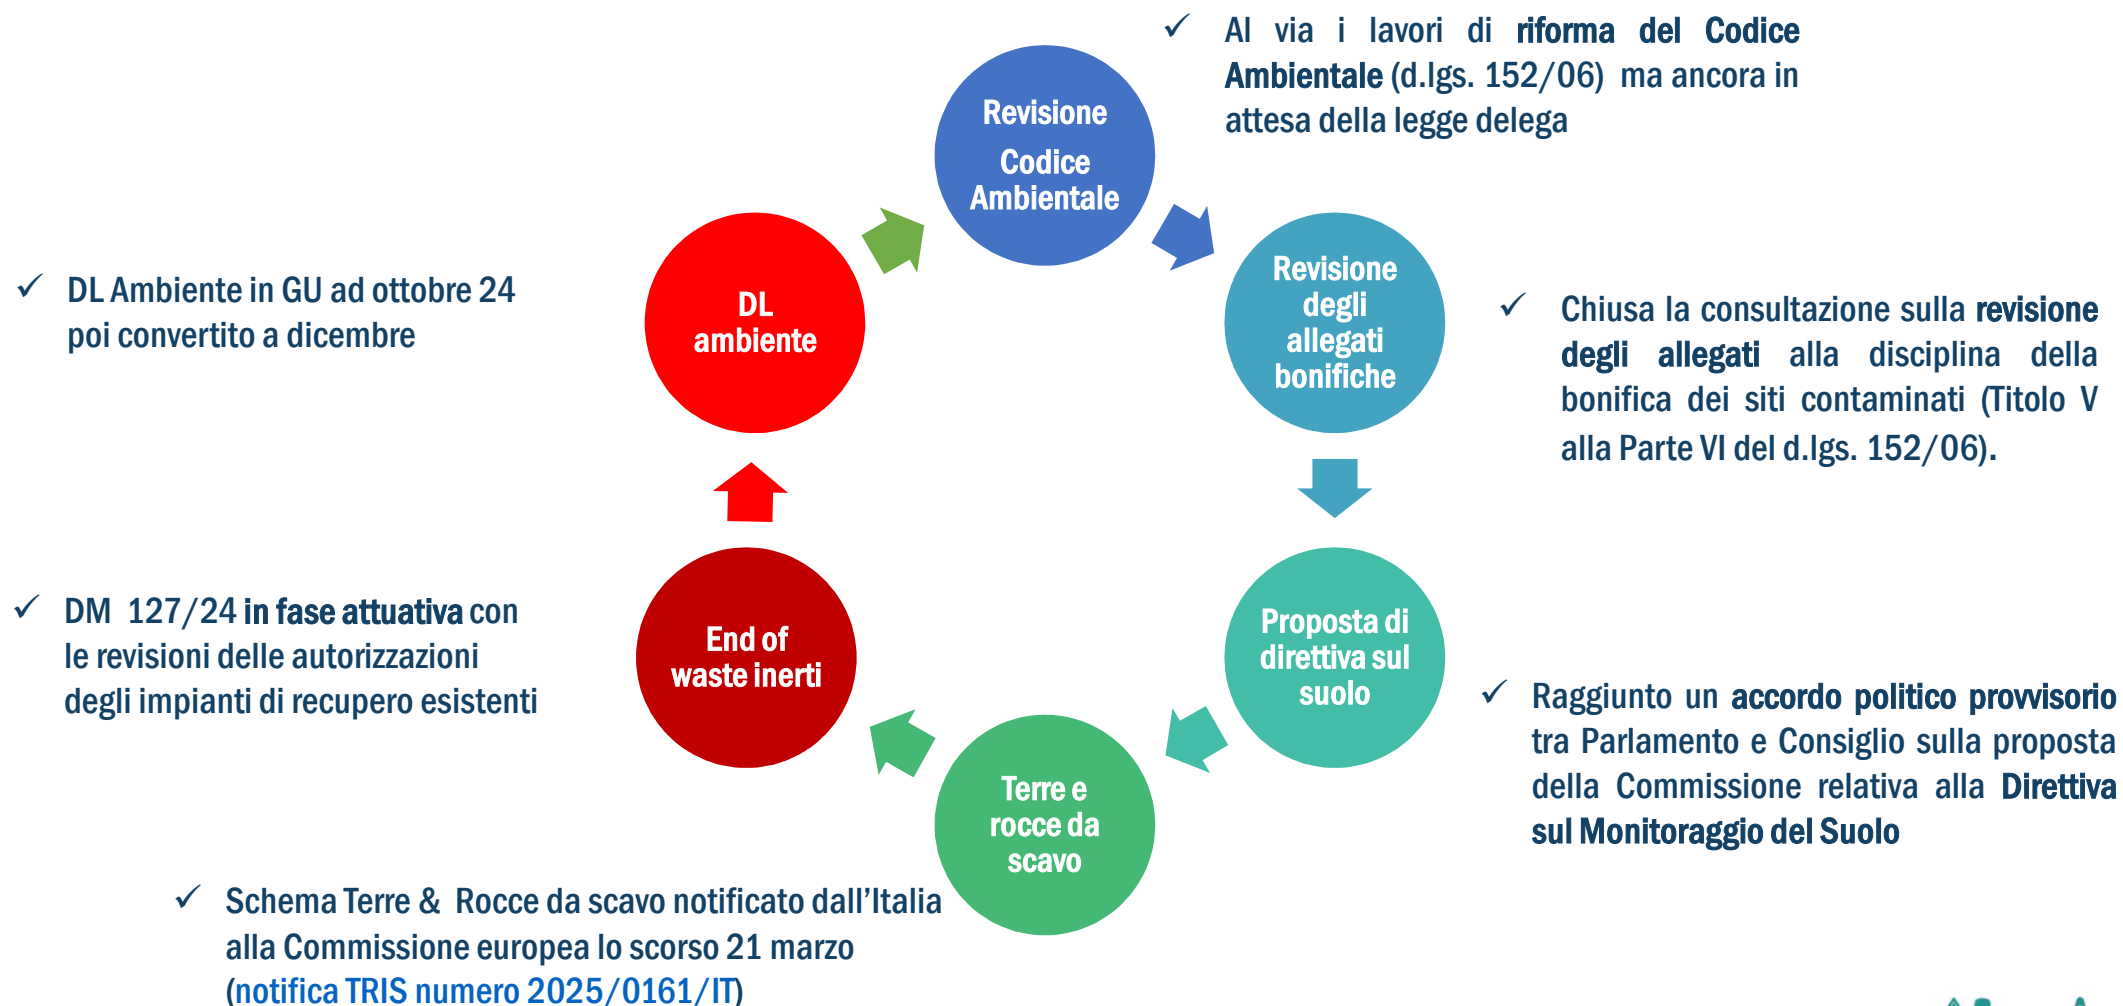 ✓ Al via i lavori di riforma del Codice
Ambientale (d.lgs. 152/06) ma ancora in
attesa della legge delega
Revisione
Codice
Ambientale
Revisione
degli
allegati
bonifiche
✓ Chiusa la consultazione sulla revisione
degli allegati alla disciplina della
bonifica dei siti contaminati (Titolo V
alla Parte VI del d.lgs. 152/06).
Proposta di
direttiva sul
suolo
✓ Raggiunto un accordo politico provvisorio
tra Parlamento e Consiglio sulla proposta
della Commissione relativa alla Direttiva
sul Monitoraggio del Suolo
Terre e
rocce da
scavo
✓ Schema Terre & Rocce da scavo notificato dall'Italia
alla Commissione europea lo scorso 21 marzo
(notifica TRIS numero 2025/0161/IT)
End of
waste inerti
✓ DM 127/24 in fase attuativa con
le revisioni delle autorizzazioni
degli impianti di recupero esistenti
DL
ambiente
✓ DL Ambiente in GU ad ottobre 24
poi convertito a dicembre